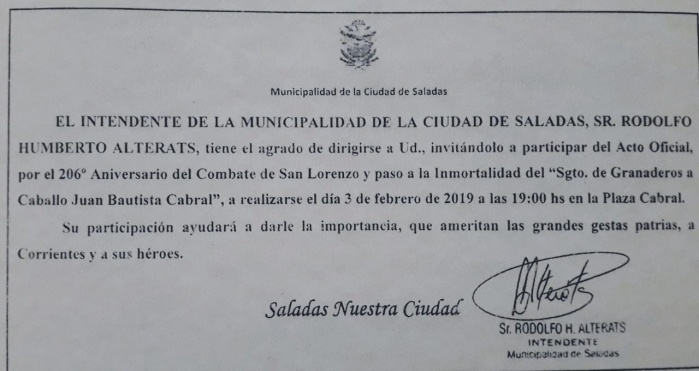 Municipalidad de la Ciudad de Saladas
EL INTENDENTE DE LA MUNICIPALIDAD DE LA CIUDAD DE SALADAS, SR. RODOLFO
HUMBERTO ALTERATS, tiene el agrado de dirigirse a Ud., invitándolo a participar del Acto Oficial,
por el 206º Aniversario del Combate de San Lorenzo y paso a la Inmortalidad del “Sgto. de Granaderos a
Caballo Juan Bautista Cabral”, a realizarse el día 3 de febrero de 2019 a las 19:00 hs en la Plaza Cabral.
Su participación ayudará a darle la importancia, que ameritan las grandes gestas patrias, a
Corrientes y a sus héroes.
Saladas Nuestra Ciudad
Alterats
Sr. RODOLFO H. ALTERATS
INTENDENTE
Municipalidad de Saladas